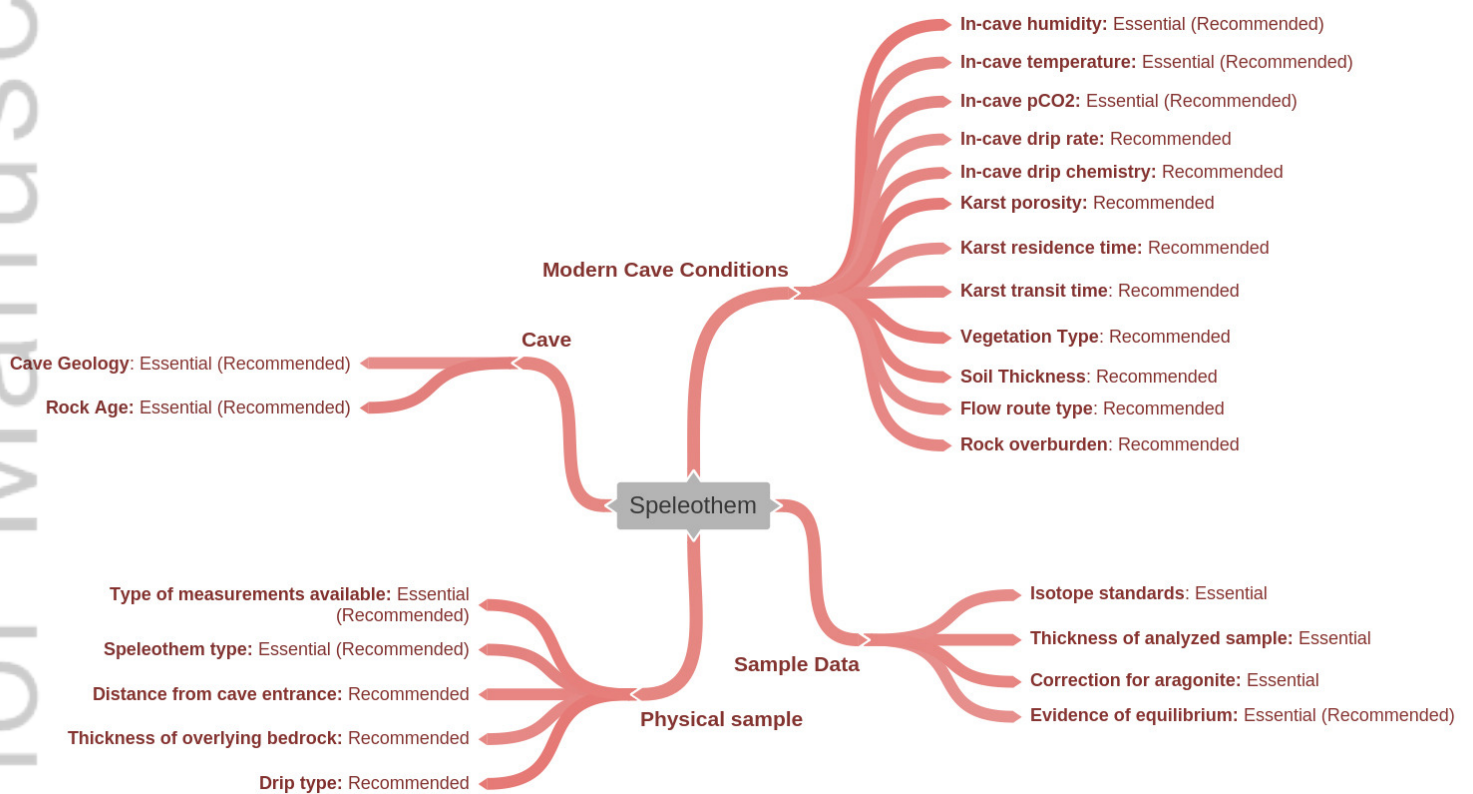 In-cave humidity: Essential (Recommended)
In-cave temperature: Essential (Recommended)
In-cave pCO2: Essential (Recommended)
In-cave drip rate: Recommended
In-cave drip chemistry: Recommended
Karst porosity: Recommended
Karst residence time: Recommended
Modern Cave Conditions
Karst transit time: Recommended
Vegetation Type: Recommended
Soil Thickness: Recommended
Flow route type: Recommended
Rock overburden: Recommended
Cave
Cave Geology: Essential (Recommended)
Rock Age: Essential (Recommended)
Speleothem
Type of measurements available: Essential
(Recommended)
Speleothem type: Essential (Recommended)
Distance from cave entrance: Recommended
Thickness of overlying bedrock: Recommended
Drip type: Recommended
Physical sample
Sample Data
Isotope standards: Essential
Thickness of analyzed sample: Essential
Correction for aragonite: Essential
Evidence of equilibrium: Essential (Recommended)